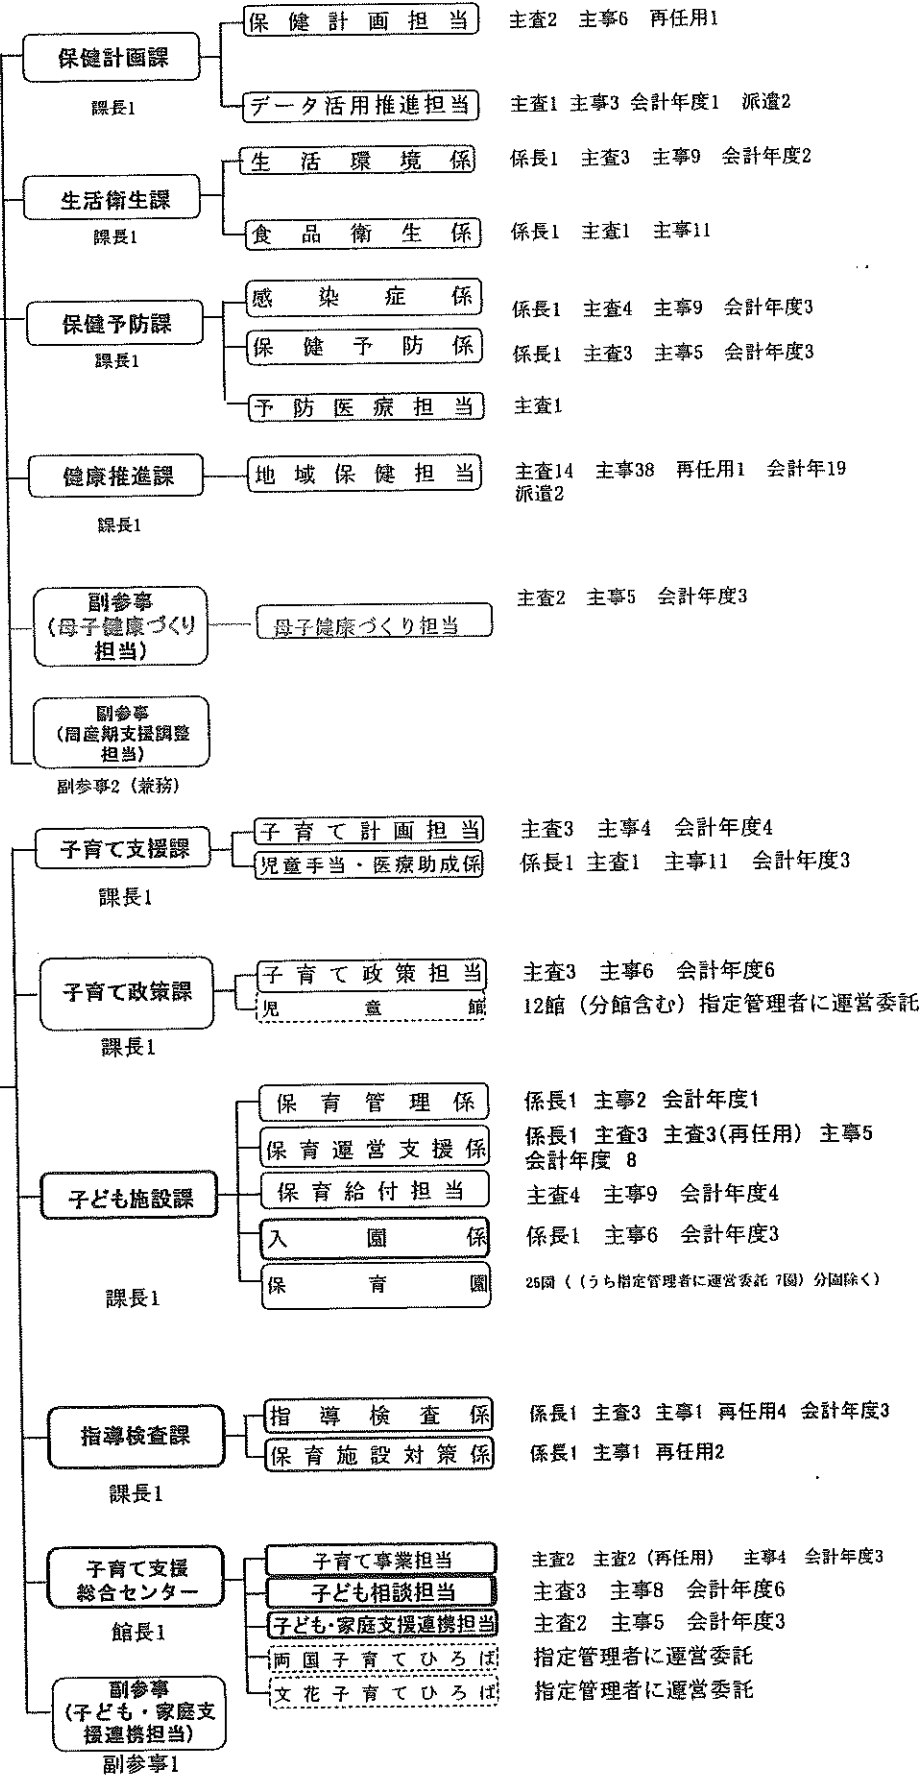 保健計画課
課長1
保健計画担当 主査2 主事6 再任用1
データ活用推進担当 主査1 主事3 会計年度1 派遣2
生活衛生課
課長1
生活環境係 係長1 主査3 主事9 会計年度2
食品衛生係 係長1 主査1 主事11
保健予防課
課長1
感染症係 係長1 主査4 主事9 会計年度3
保健予防係 係長1 主査3 主事5 会計年度3
予防医療担当 主査1
健康推進課
課長1
地域保健担当 主査14 主事38 再任用1 会計年19
派遣2
副参事
(母子健康づくり
担当)
母子健康づくり担当 主査2 主事5 会計年度3
副参事
(周産期支援調整
担当)
副参事2(兼務)
子育て支援課
課長1
子育て計画担当 主査3 主事4 会計年度4
児童手当・医療助成係 係長1 主査1 主事11 会計年度3
子育て政策課
課長1
子育て政策担当 主査3 主事6 会計年度6
児童館 12館(分館含む)指定管理者に運営委託
子ども施設課
課長1
保育管理係 係長1 主事2 会計年度1
保育運営支援係 係長1 主査3 主査3(再任用) 主事5
会計年度 8
保育給付担当 主査4 主事9 会計年度4
入園係 係長1 主事6 会計年度3
保育園 25園((うち指定管理者に運営委託 7園)分園除く)
指導検査課
課長1
指導検査係 係長1 主査3 主事1 再任用4 会計年度3
保育施設対策係 係長1 主事1 再任用2
子育て支援
総合センター
館長1
子育て事業担当 主査2 主査2(再任用) 主事4 会計年度3
子ども相談担当 主査3 主事8 会計年度6
子ども・家庭支援連携担当 主査2 主事5 会計年度3
両国子育てひろば 指定管理者に運営委託
文花子育てひろば 指定管理者に運営委託
副参事
(子ども・家庭支
援連携担当)
副参事1